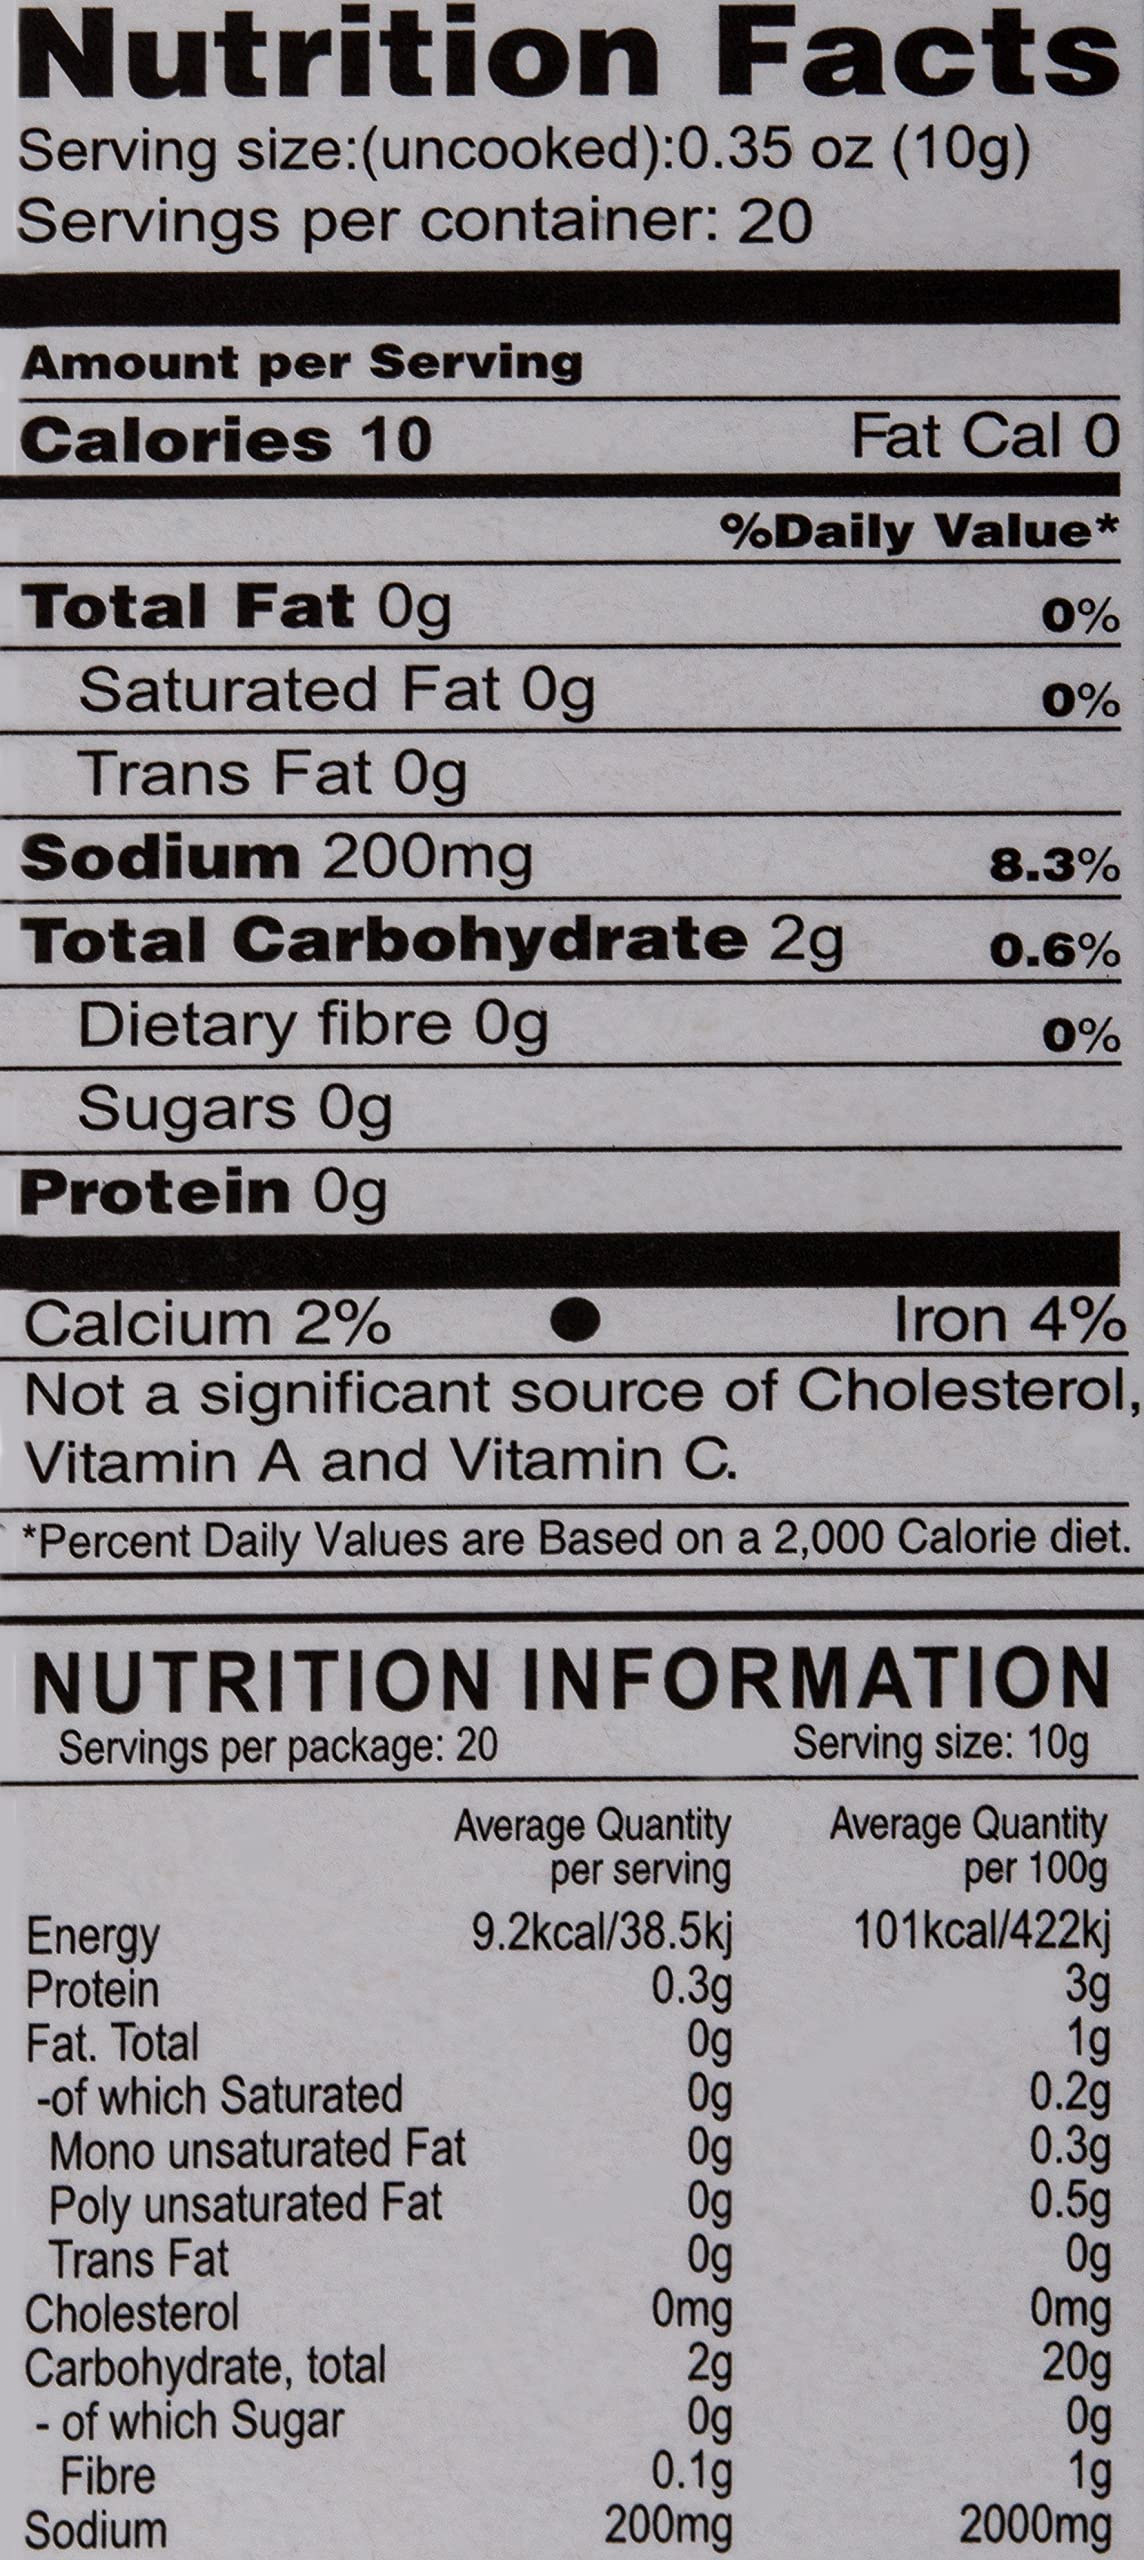 Nutrition Facts
Serving size:(uncooked):0.35 oz (10g)
Servings per container: 20
Amount per Serving
Calories 10 Fat Cal 0
%Daily Value*
Total Fat 0g 0%
Saturated Fat 0g 0%
Trans Fat 0g
Sodium 200mg 8.3%
Total Carbohydrate 2g 0.6%
Dietary fibre 0g 0%
Sugars 0g
Protein 0g
Calcium 2% ● Iron 4%
Not a significant source of Cholesterol,
Vitamin A and Vitamin C.
*Percent Daily Values are Based on a 2,000 Calorie diet.
NUTRITION INFORMATION
Servings per package: 20 Serving size: 10g
Average Quantity Average Quantity
per serving per 100g
Energy 9.2kcal/38.5kj 101kcal/422kj
Protein 0.3g 3g
Fat. Total 0g 1g
-of which Saturated 0g 0.2g
Mono unsaturated Fat 0g 0.3g
Poly unsaturated Fat 0g 0.5g
Trans Fat 0g 0g
Cholesterol 0mg 0mg
Carbohydrate, total 2g 20g
- of which Sugar 0g 0g
Fibre 0.1g 1g
Sodium 200mg 2000mg